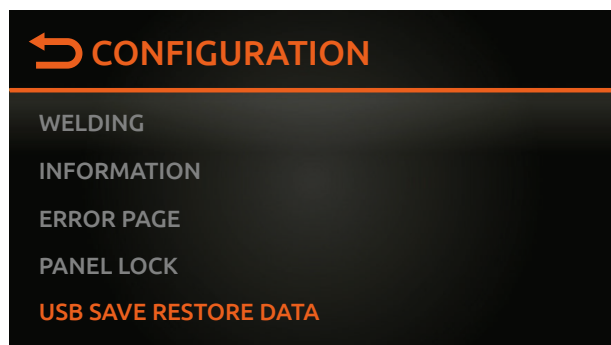 CONFIGURATION
WELDING
INFORMATION
ERROR PAGE
PANEL LOCK
USB SAVE RESTORE DATA